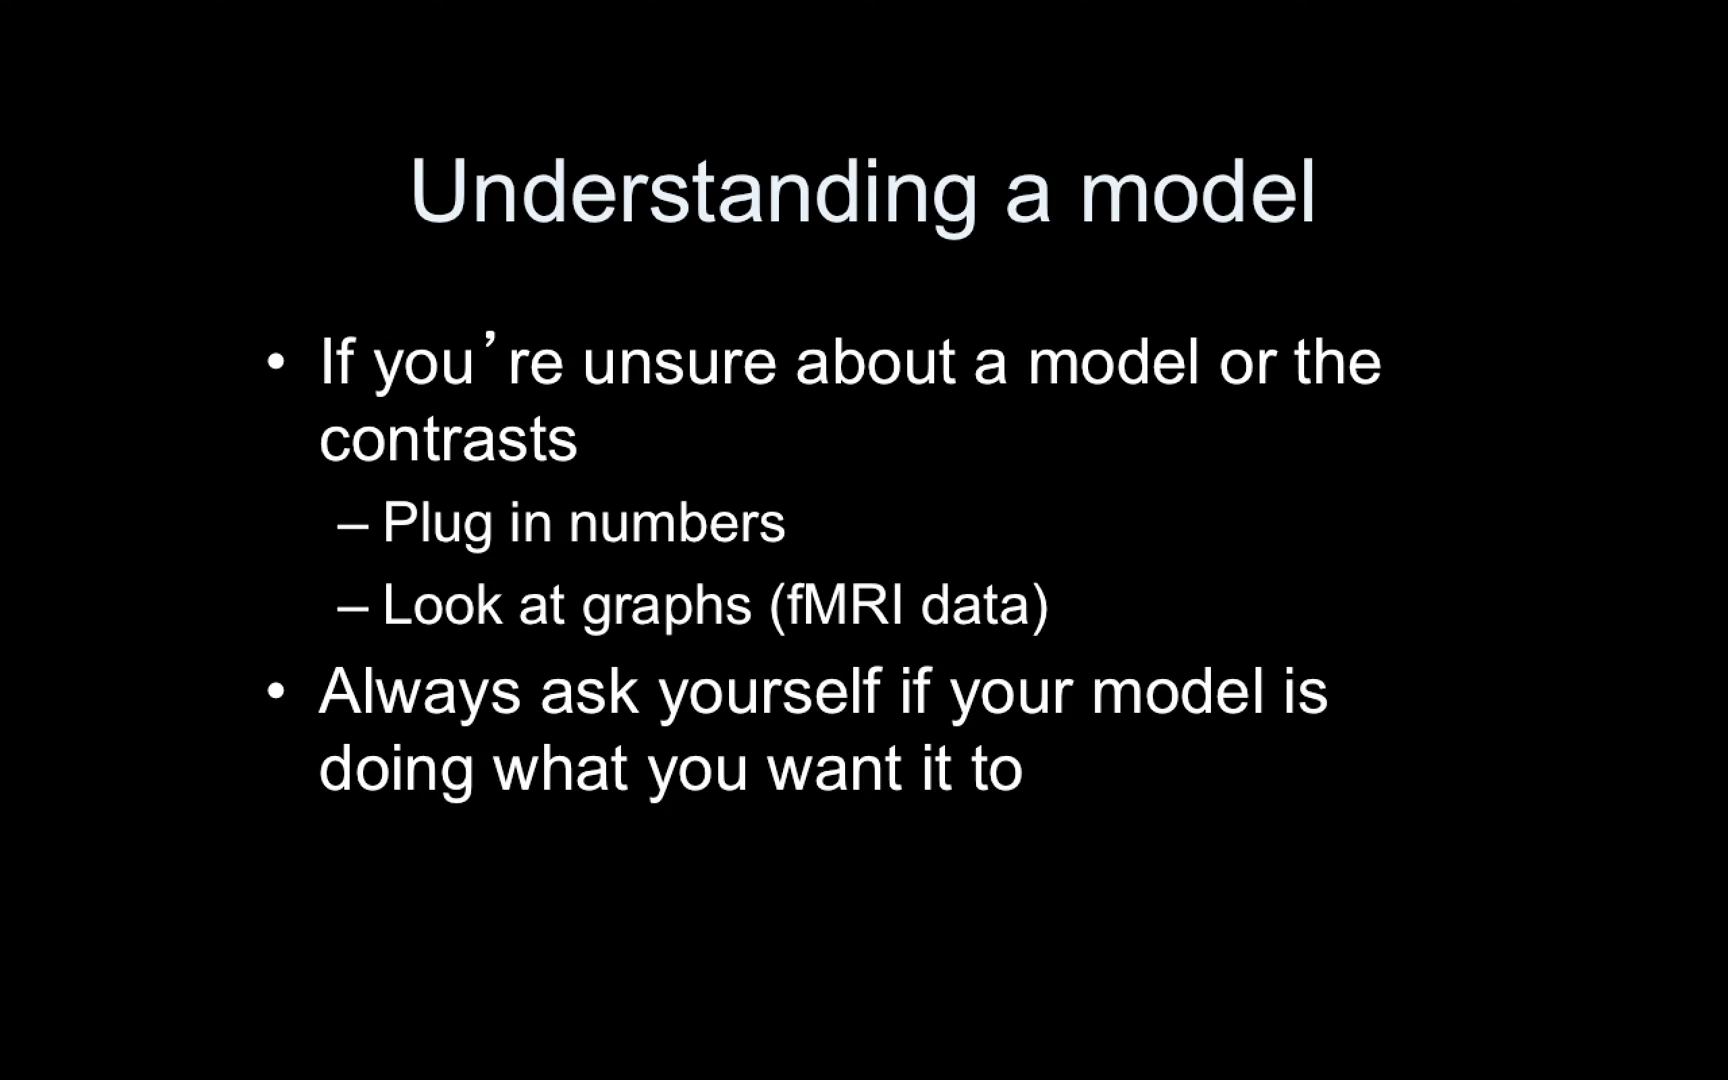 Understanding a model
• If you’re unsure about a model or the
contrasts
– Plug in numbers
– Look at graphs (fMRI data)
• Always ask yourself if your model is
doing what you want it to